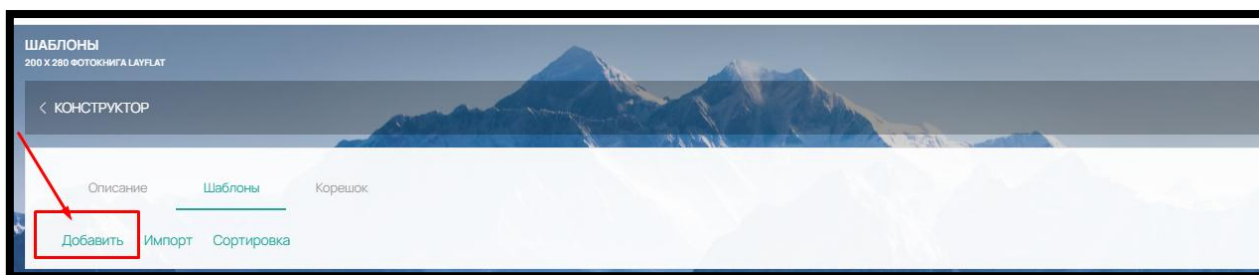 ШАБЛОНЫ
200 X 280 ФОТОКНИГА LAYFLAT
< КОНСТРУКТОР
Описание Шаблоны Корешок
Добавить Импорт Сортировка